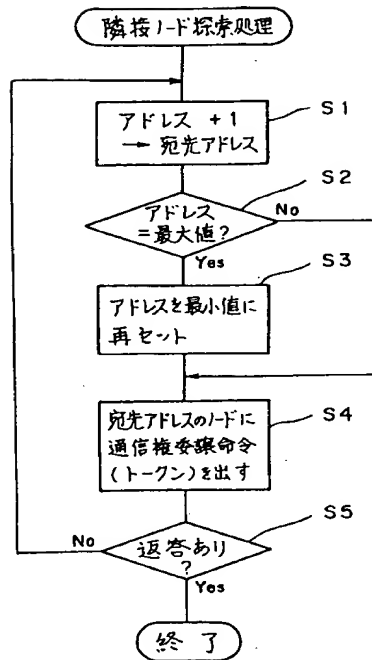 隣接ノード探索処理
S1
アドレス +1
→ 宛先アドレス
S2
アドレス
=最大値?
No
Yes
S3
アドレスを最小値に
再セット
S4
宛先アドレスのノードに
通信権委譲命令
(トークン)を出す
S5
返答あり
?
No
Yes
終了